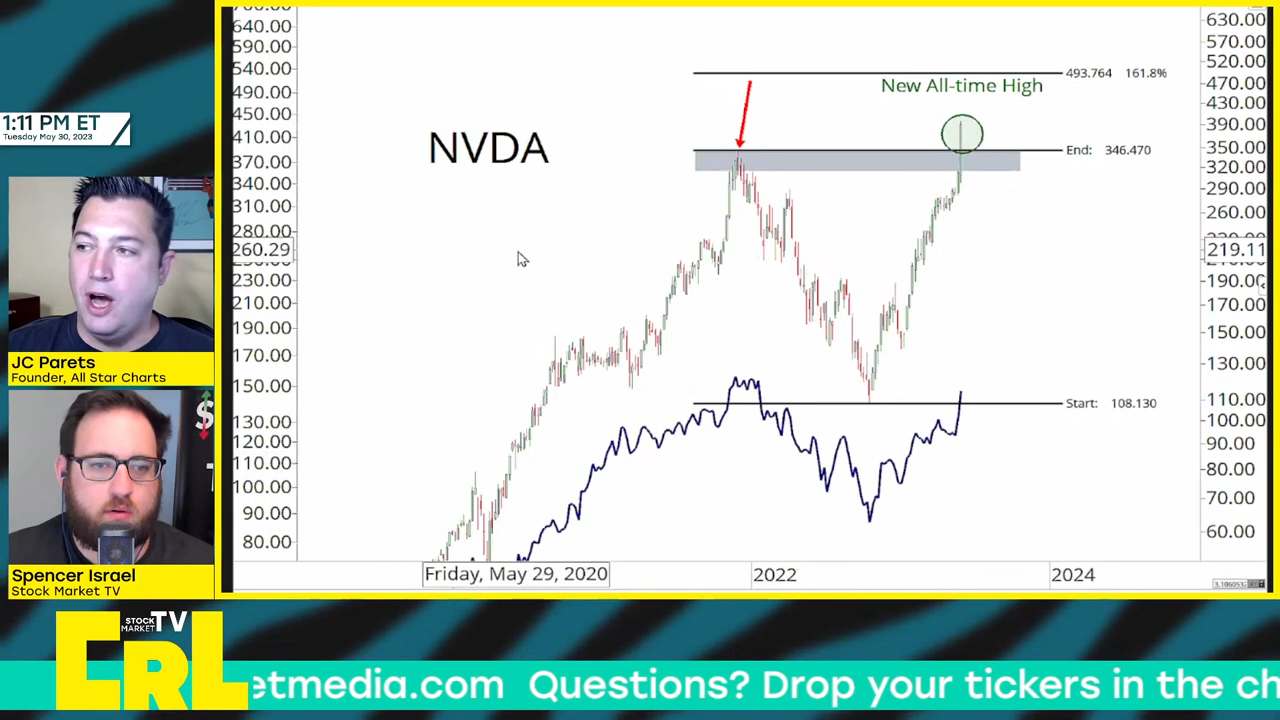 1:11 PM ET
Tuesday May 30, 2023
JC Parets
Founder, All Star Charts
Spencer Israel
Stock Market TV
640.00
590.00
540.00
490.00
450.00
410.00
370.00
340.00
310.00
280.00
260.29
230.00
210.00
190.00
170.00
150.00
130.00
120.00
110.00
100.00
90.00
80.00
NVDA
493.764 161.8%
New All-time High
End: 346.470
Start: 108.130
630.00
570.00
520.00
470.00
430.00
390.00
350.00
320.00
290.00
260.00
219.11
190.00
170.00
150.00
130.00
110.00
100.00
90.00
80.00
70.00
60.00
Friday, May 29, 2020
2022
2024
STOCK
MARKET
TV
ERL
etmedia.com Questions? Drop your tickers in the ch